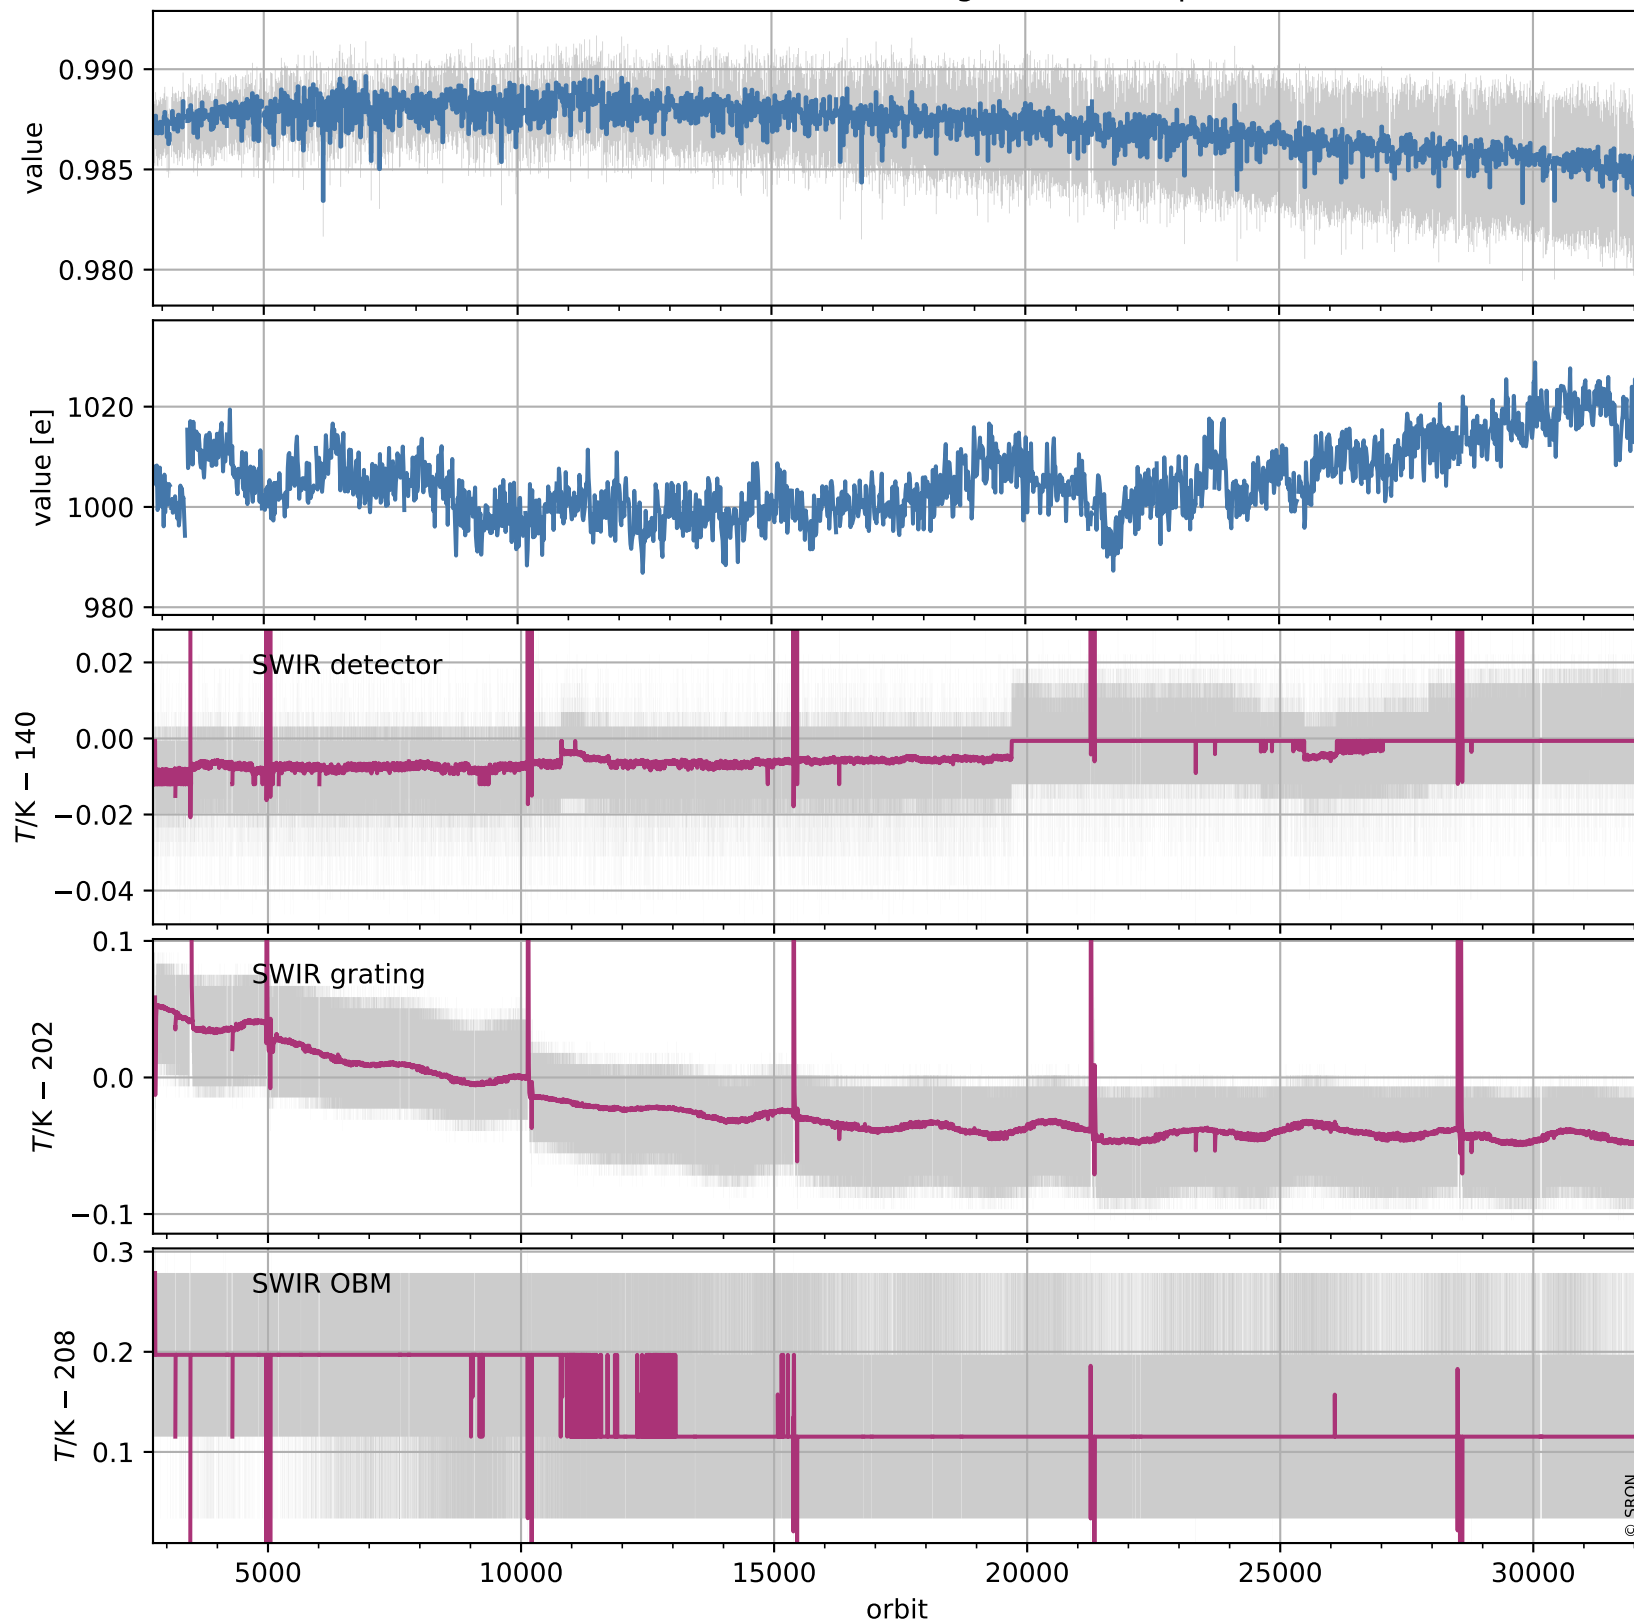 0.990
0.985
0.980
value
1020
1000
980
value [e]
SWIR detector
0.02
0.00
−0.02
−0.04
T/K − 140
SWIR grating
0.1
0.0
−0.1
T/K − 202
SWIR OBM
0.3
0.2
0.1
T/K − 208
5000 10000 15000 20000 25000 30000
orbit
© SRON